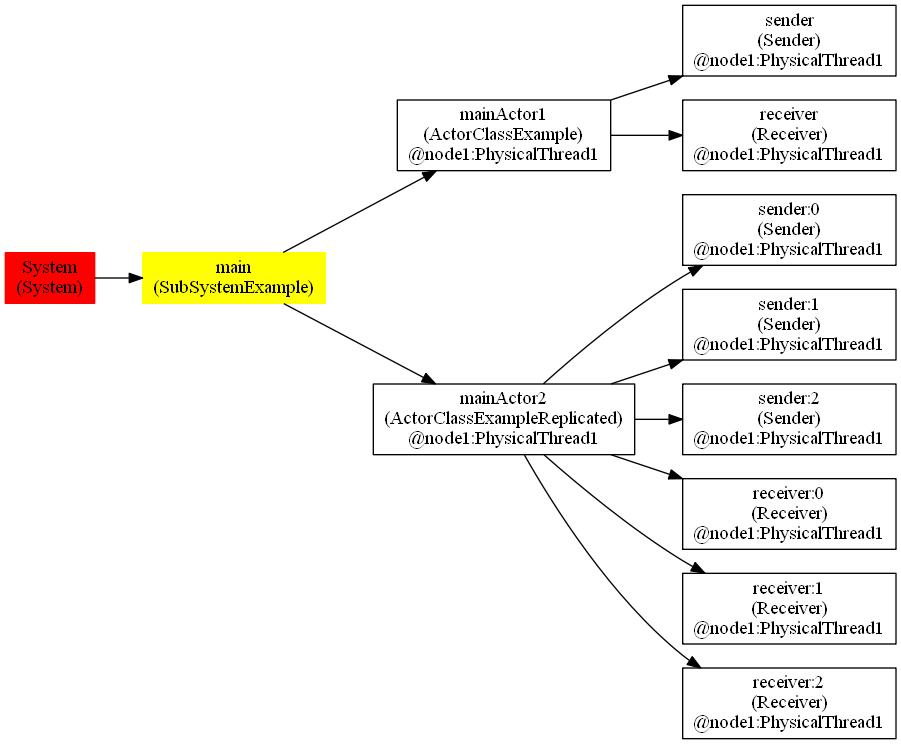 System
(System)
main
(SubSystemExample)
mainActor1
(ActorClassExample)
@node1:PhysicalThread1
mainActor2
(ActorClassExampleReplicated)
@node1:PhysicalThread1
sender
(Sender)
@node1:PhysicalThread1
receiver
(Receiver)
@node1:PhysicalThread1
sender:0
(Sender)
@node1:PhysicalThread1
sender:1
(Sender)
@node1:PhysicalThread1
sender:2
(Sender)
@node1:PhysicalThread1
receiver:0
(Receiver)
@node1:PhysicalThread1
receiver:1
(Receiver)
@node1:PhysicalThread1
receiver:2
(Receiver)
@node1:PhysicalThread1